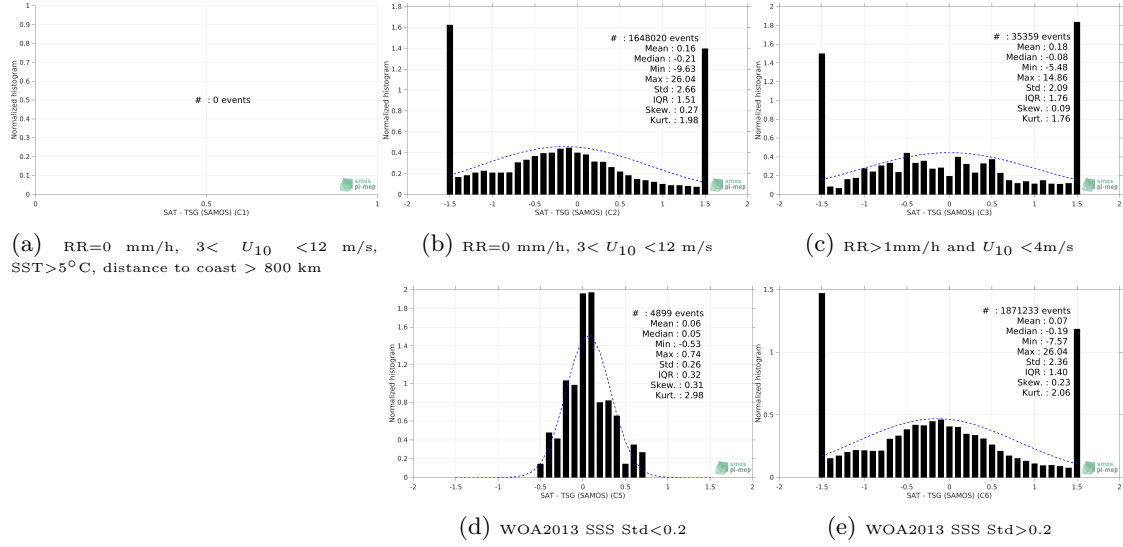 1
0.9
0.8
0.7
0.6
0.5
0.4
0.3
0.2
0.1
0
Normalized histogram
# : 0 events
0
0.5
1
SAT - TSG (SAMOS) (C1)
smos
pi-mep
(a) RR=0 mm/h, 3< U10 <12 m/s,
SST>5°C, distance to coast > 800 km
1.8
1.6
1.4
1.2
1
0.8
0.6
0.4
0.2
0
Normalized histogram
# : 1648020 events
Mean : 0.16
Median : -0.21
Min : -9.63
Max : 26.04
Std : 2.66
IQR : 1.51
Skew. : 0.27
Kurt. : 1.98
-2
-1.5
-1
-0.5
0
0.5
1
1.5
2
SAT - TSG (SAMOS) (C2)
smos
pi-mep
(b) RR=0 mm/h, 3< U10 <12 m/s
2
1.8
1.6
1.4
1.2
1
0.8
0.6
0.4
0.2
0
Normalized histogram
# : 35359 events
Mean : 0.18
Median : -0.08
Min : -5.48
Max : 14.86
Std : 2.09
IQR : 1.76
Skew. : 0.09
Kurt. : 1.76
-2
-1.5
-1
-0.5
0
0.5
1
1.5
2
SAT - TSG (SAMOS) (C3)
smos
pi-mep
(c) RR>1mm/h and U10 <4m/s
2
1.8
1.6
1.4
1.2
1
0.8
0.6
0.4
0.2
0
Normalized histogram
# : 4899 events
Mean : 0.06
Median : 0.05
Min : -0.53
Max : 0.74
Std : 0.26
IQR : 0.32
Skew. : 0.31
Kurt. : 2.98
-2
-1.5
-1
-0.5
0
0.5
1
1.5
2
SAT - TSG (SAMOS) (C5)
smos
pi-mep
(d) WOA2013 SSS Std<0.2
1.5
1
0.5
0
Normalized histogram
# : 1871233 events
Mean : 0.07
Median : -0.19
Min : -7.57
Max : 26.04
Std : 2.36
IQR : 1.40
Skew. : 0.23
Kurt. : 2.06
-2
-1.5
-1
-0.5
0
0.5
1
1.5
2
SAT - TSG (SAMOS) (C6)
smos
pi-mep
(e) WOA2013 SSS Std>0.2